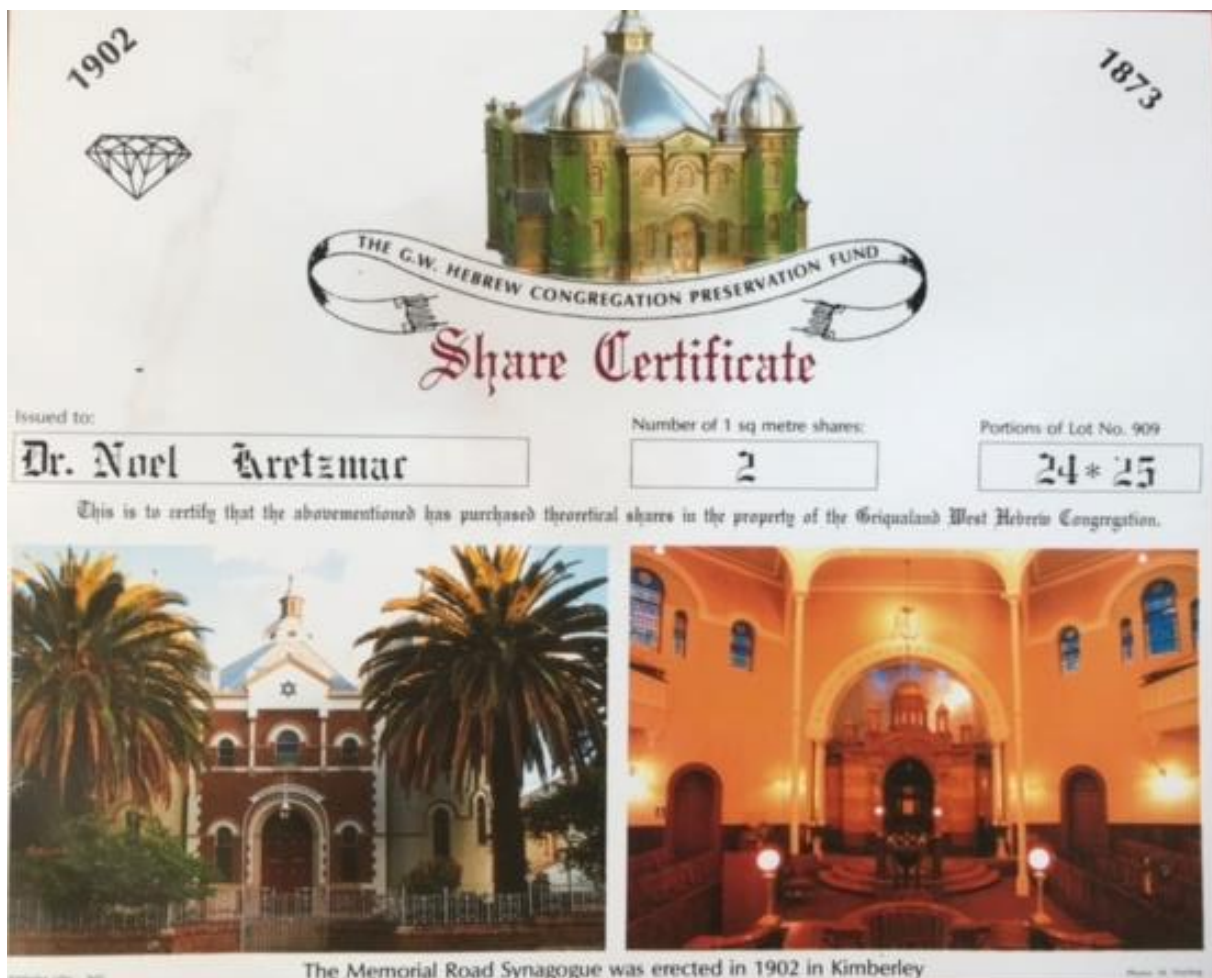 1902
1873
THE G.W. HEBREW CONGREGATION PRESERVATION FUND
Share Certificate
Issued to:
Number of 1 sq metre shares:
Portions of Lot No. 909
Dr. Noel Kretzmar
2
24 * 25
This is to certify that the abovementioned has purchased theoretical shares in the property of the Griqualand West Hebrew Congregation.
The Memorial Road Synagogue was erected in 1902 in Kimberley